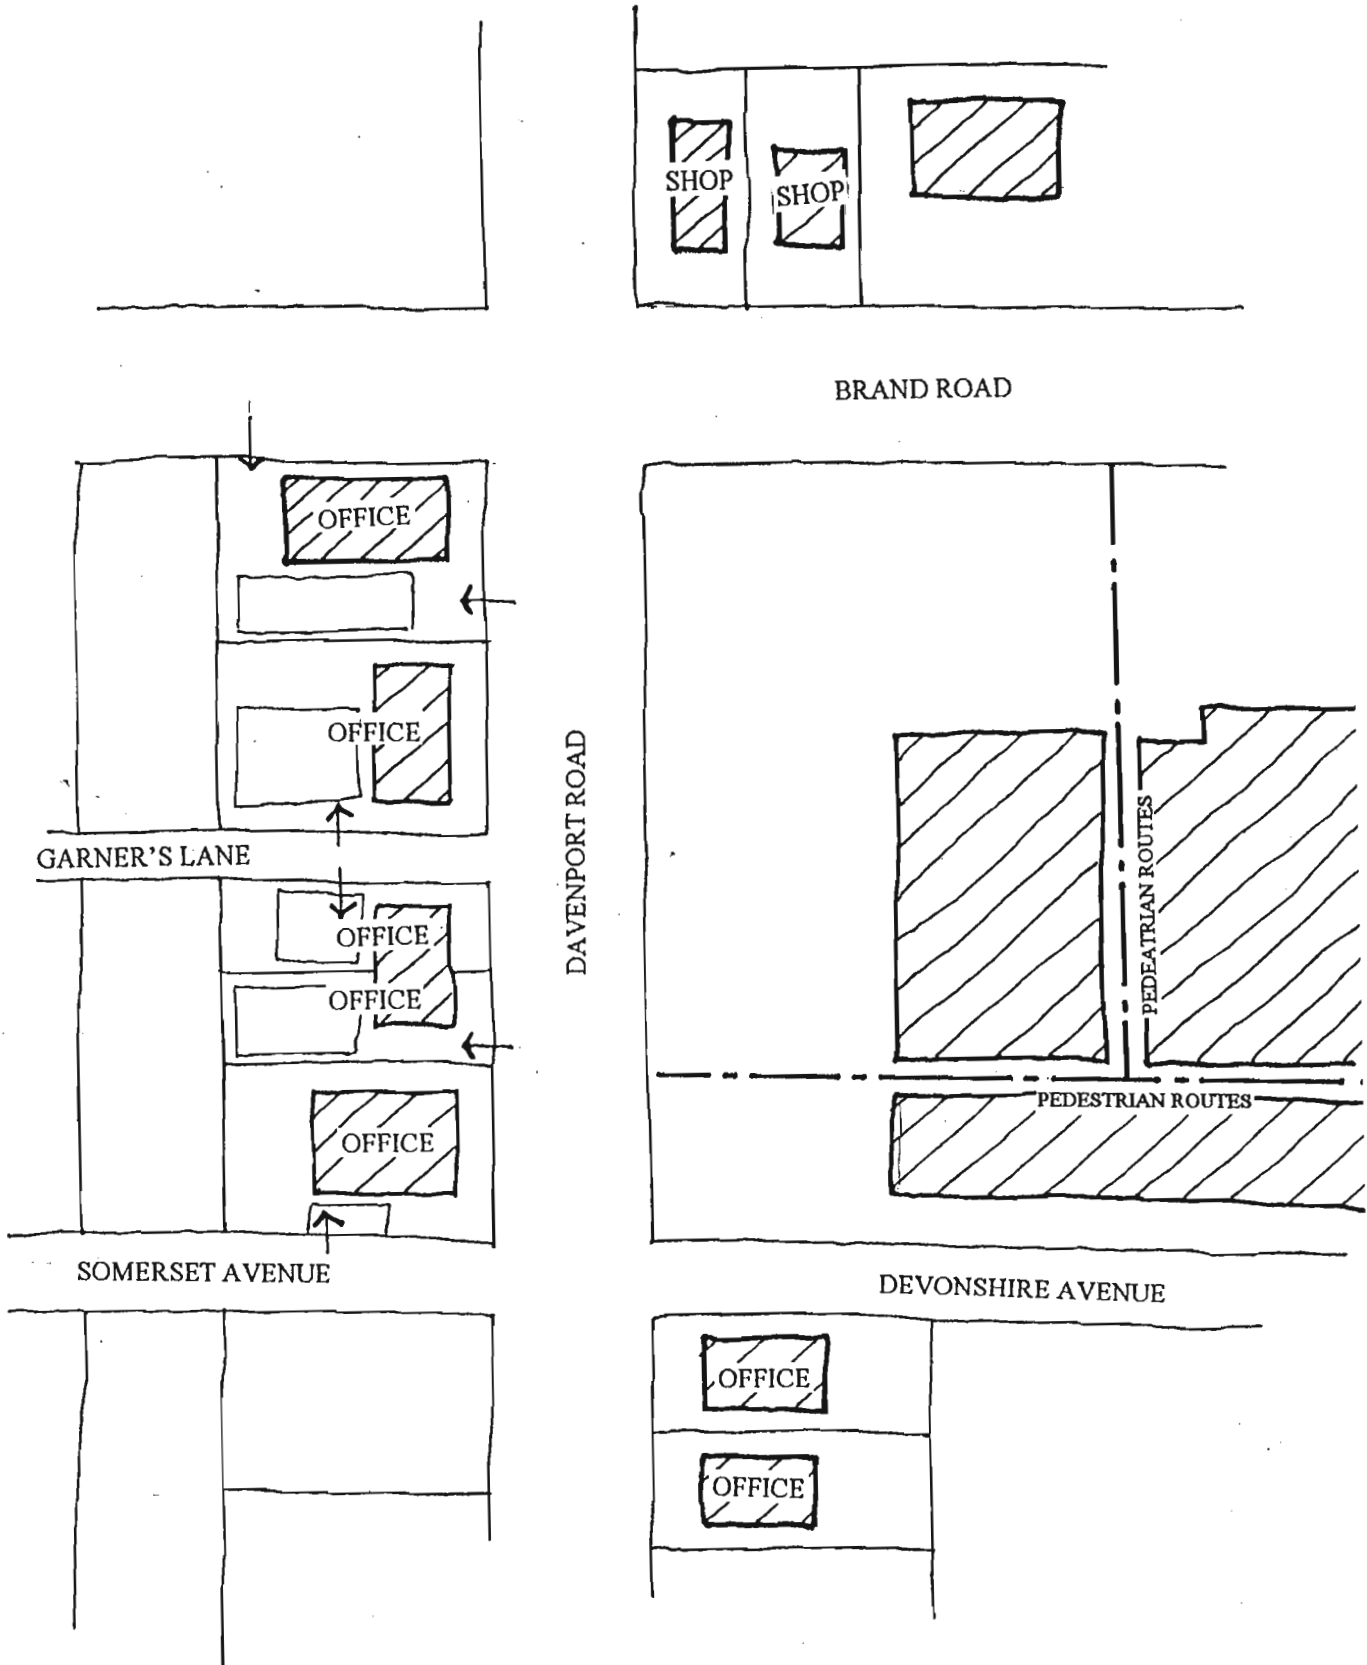 SHOP
SHOP
BRAND ROAD
OFFICE
OFFICE
DAVENPORT ROAD
GARNER'S LANE
PEDEATRIAN ROUTES
OFFICE
OFFICE
PEDESTRIAN ROUTES
OFFICE
SOMERSET AVENUE
DEVONSHIRE AVENUE
OFFICE
OFFICE